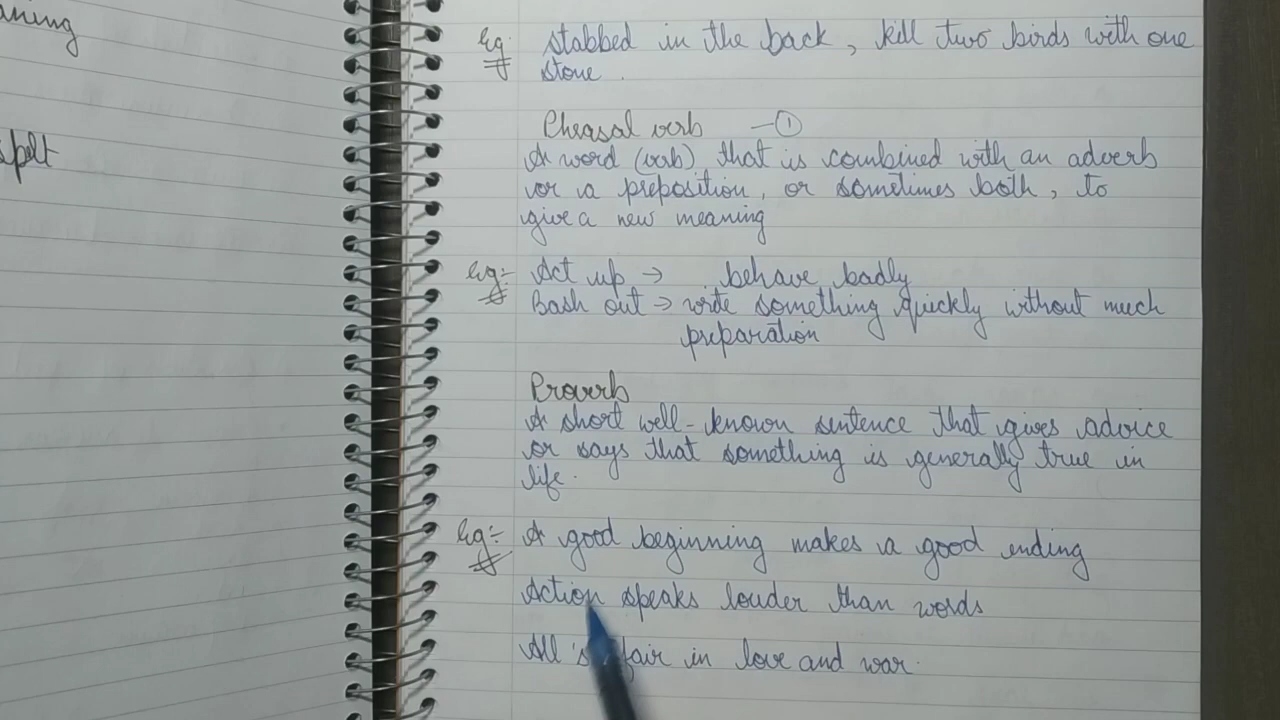 aning
spelt
Eg. stabbed in the back, kill two birds with one
stone.
Phrasal verb —①
A word (verb) that is combined with an adverb
or a preposition, or sometimes both, to
give a new meaning
Eg:- Act up → behave badly
Bash out → write something quickly without much
preparation
Proverb
A short well-known sentence that gives advice
or says that something is generally true in
life.
Eg:- A good beginning makes a good ending
Action speaks louder than words
All's fair in love and war.